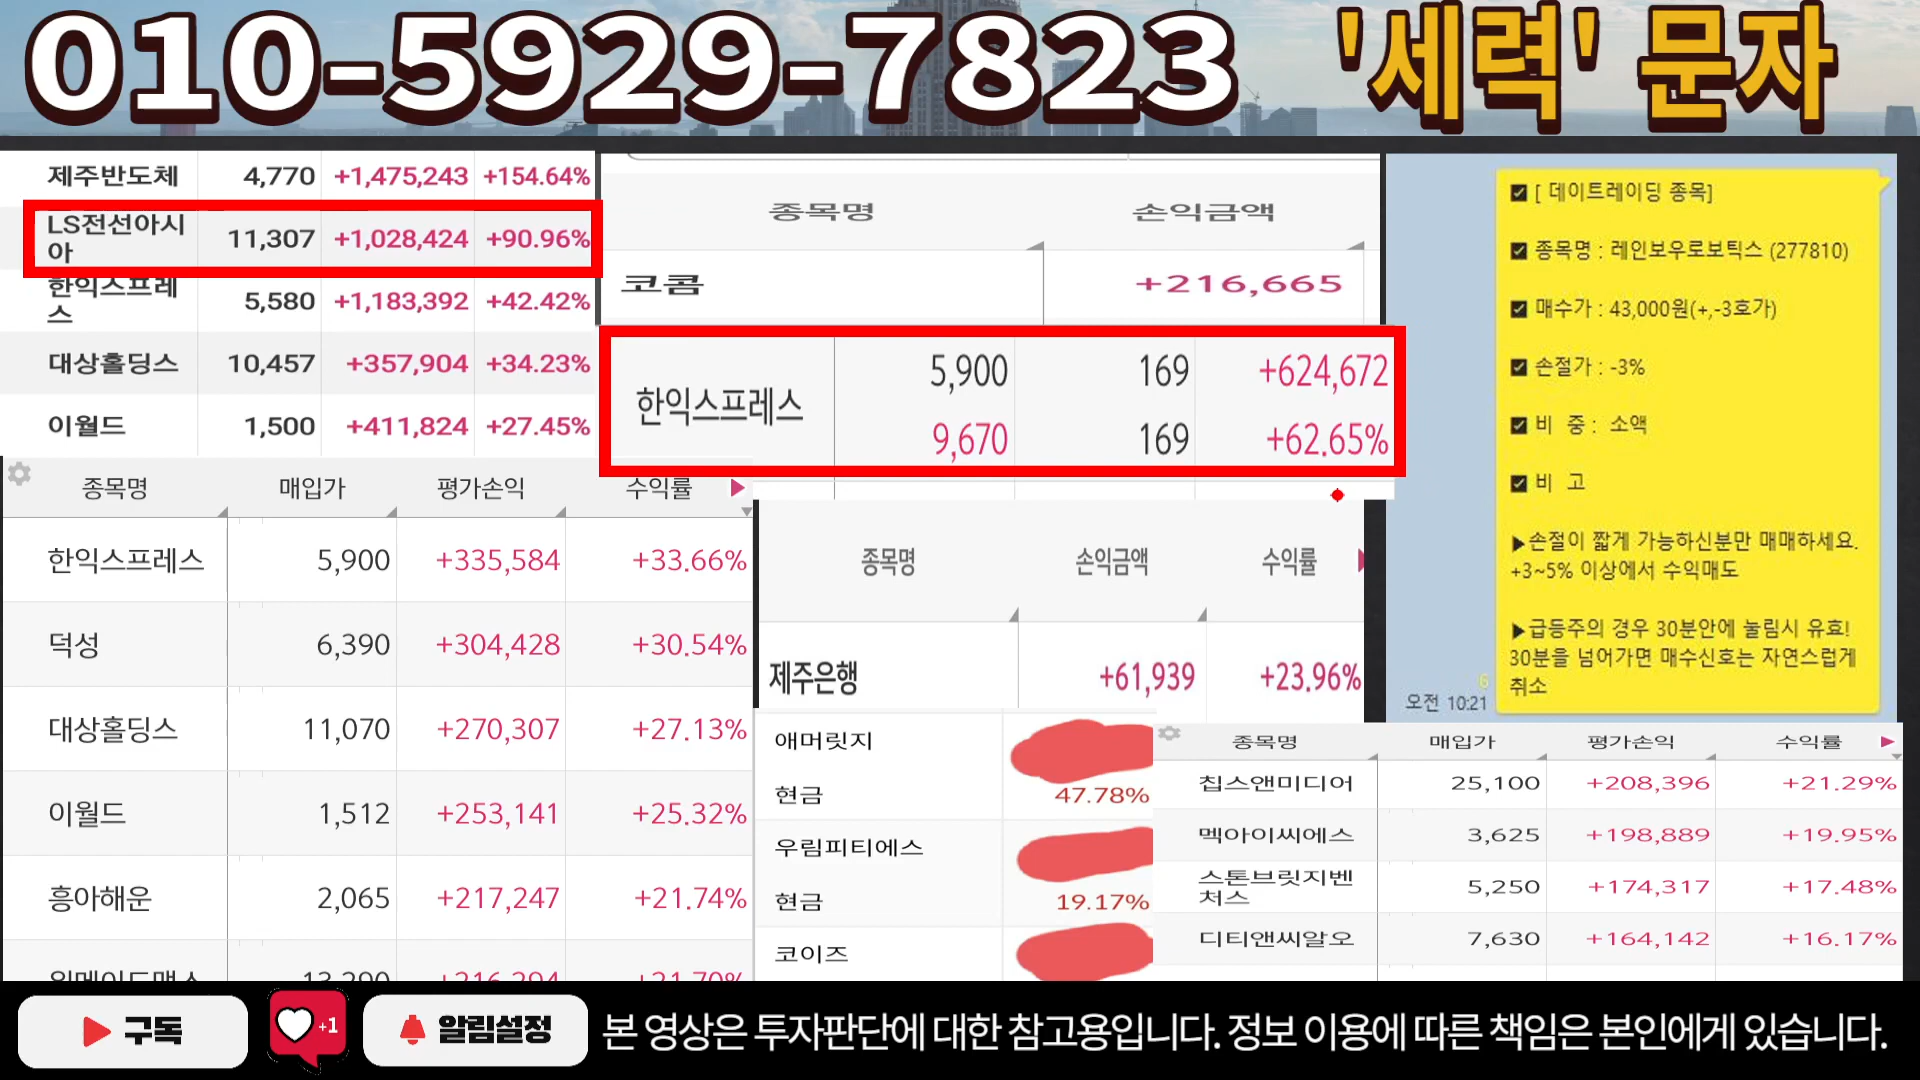 010-5929-7823 '세력' 문자
제주반도체 4,770 +1,475,243 +154.64%
LS전선아시아 11,307 +1,028,424 +90.96%
한익스프레스 5,580 +1,183,392 +42.42%
대상홀딩스 10,457 +357,904 +34.23%
이월드 1,500 +411,824 +27.45%
종목명 손익금액
코콤 +216,665
한익스프레스 5,900 169 +624,672
9,670 169 +62.65%
☑ [ 데이트레이딩 종목]
☑ 종목명 : 레인보우로보틱스 (277810)
☑ 매수가 : 43,000원(+,-3호가)
☑ 손절가 : -3%
☑ 비 중 : 소액
☑ 비 고
▶손절이 짧게 가능하신분만 매매하세요.
+3~5% 이상에서 수익매도
▶급등주의 경우 30분안에 눌림시 유효!
30분을 넘어가면 매수신호는 자연스럽게
취소
6
오전 10:21
종목명 매입가 평가손익 수익률
한익스프레스 5,900 +335,584 +33.66%
덕성 6,390 +304,428 +30.54%
대상홀딩스 11,070 +270,307 +27.13%
이월드 1,512 +253,141 +25.32%
흥아해운 2,065 +217,247 +21.74%
종목명 손익금액 수익률
제주은행 +61,939 +23.96%
애머릿지
현금 47.78%
우림피티에스
현금 19.17%
코이즈
종목명 매입가 평가손익 수익률
칩스앤미디어 25,100 +208,396 +21.29%
멕아이씨에스 3,625 +198,889 +19.95%
스톤브릿지벤처스 5,250 +174,317 +17.48%
디티앤씨알오 7,630 +164,142 +16.17%
구독 +1 알림설정 본 영상은 투자판단에 대한 참고용입니다. 정보 이용에 따른 책임은 본인에게 있습니다.